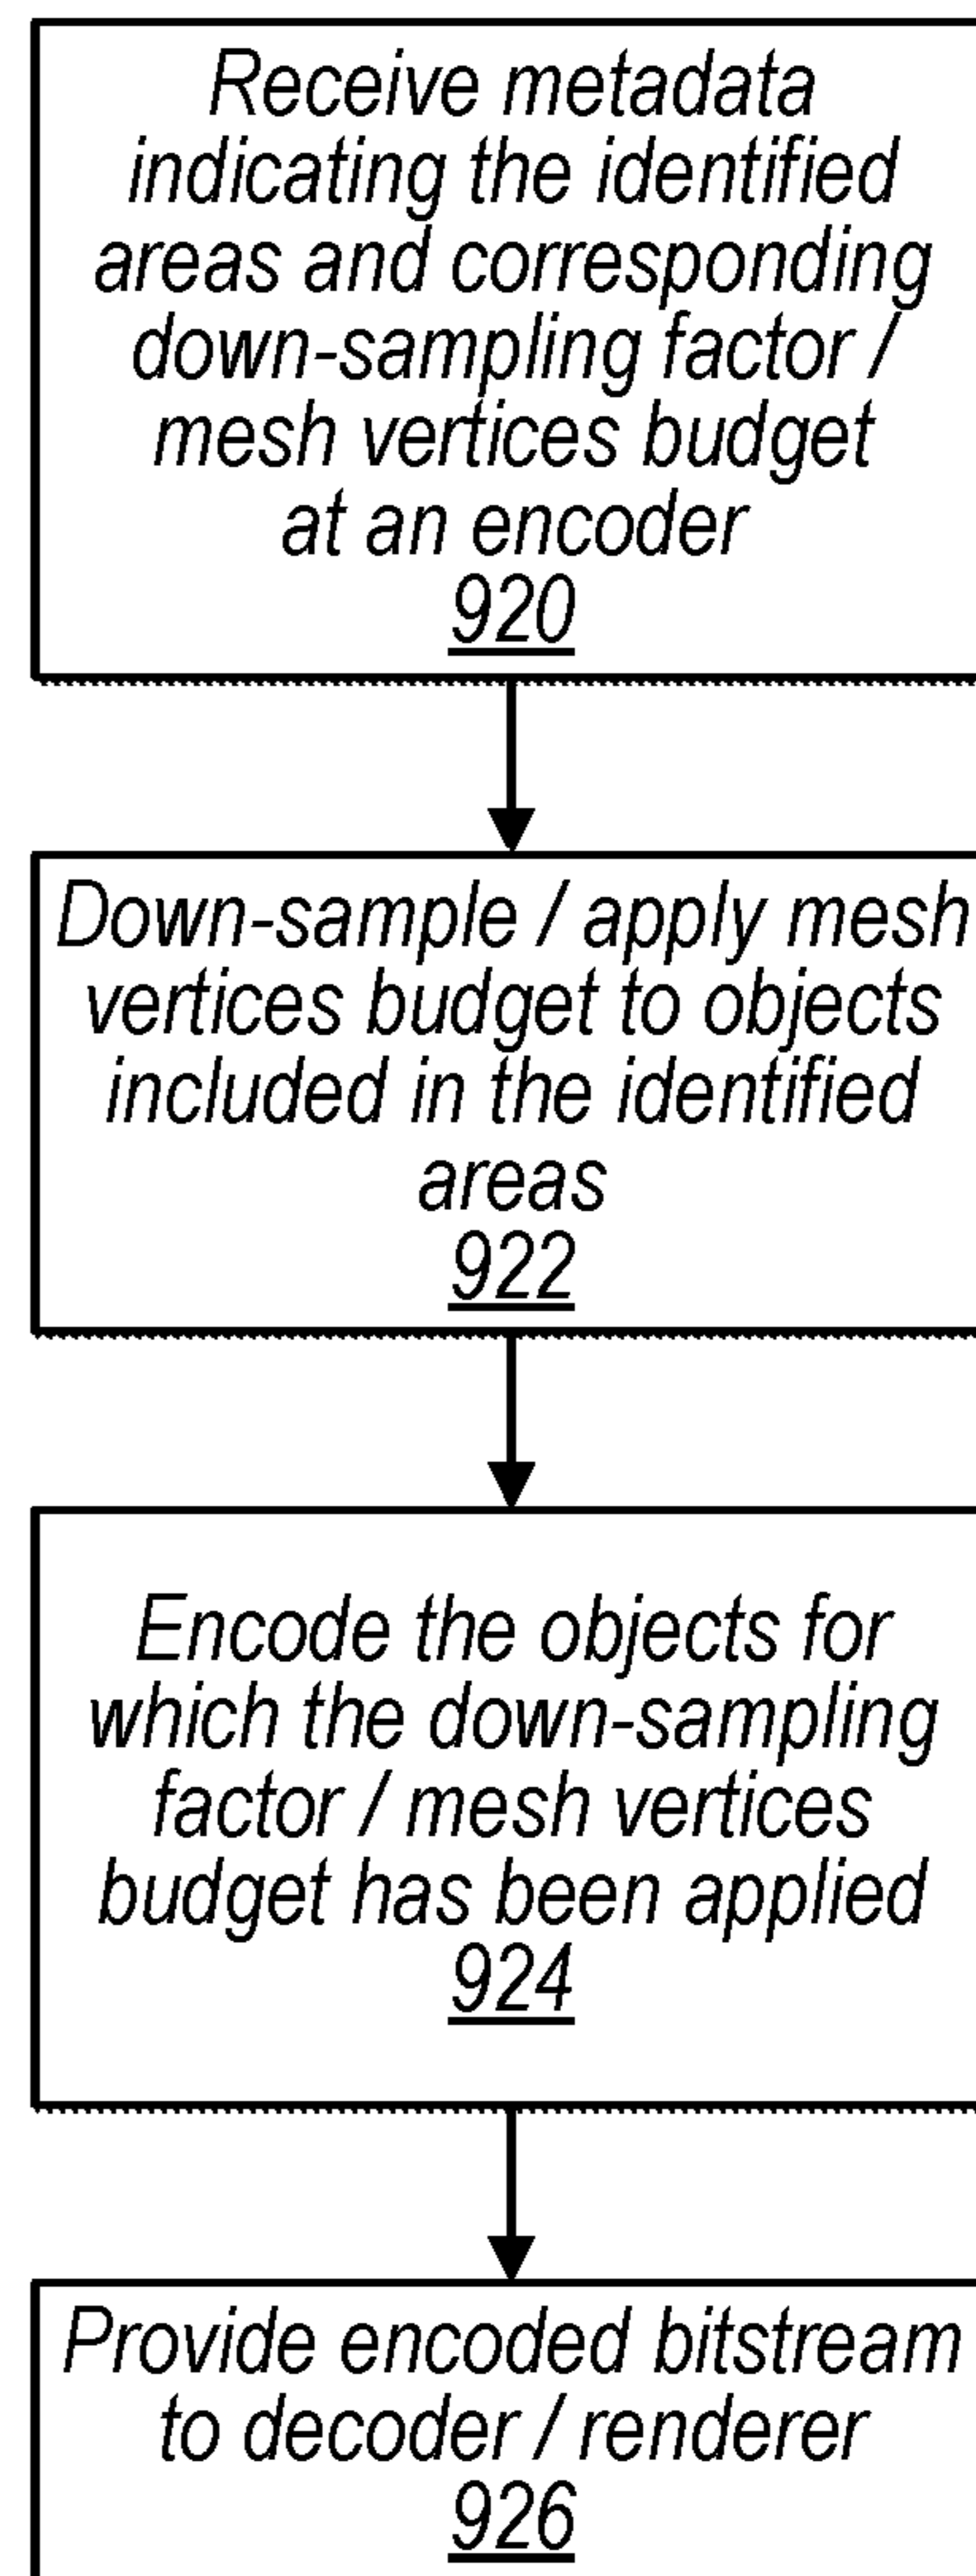 Receive metadata
indicating the identified
areas and corresponding
down-sampling factor /
mesh vertices budget
at an encoder
920
Down-sample / apply mesh
vertices budget to objects
included in the identified
areas
922
Encode the objects for
which the down-sampling
factor / mesh vertices
budget has been applied
924
Provide encoded bitstream
to decoder / renderer
926